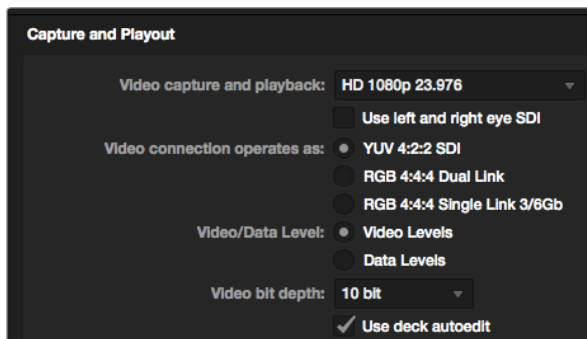 Capture and Playout
Video capture and playback: HD 1080p 23.976
Use left and right eye SDI
Video connection operates as: YUV 4:2:2 SDI
RGB 4:4:4 Dual Link
RGB 4:4:4 Single Link 3/6Gb
Video/Data Level: Video Levels
Data Levels
Video bit depth: 10 bit
Use deck autoedit